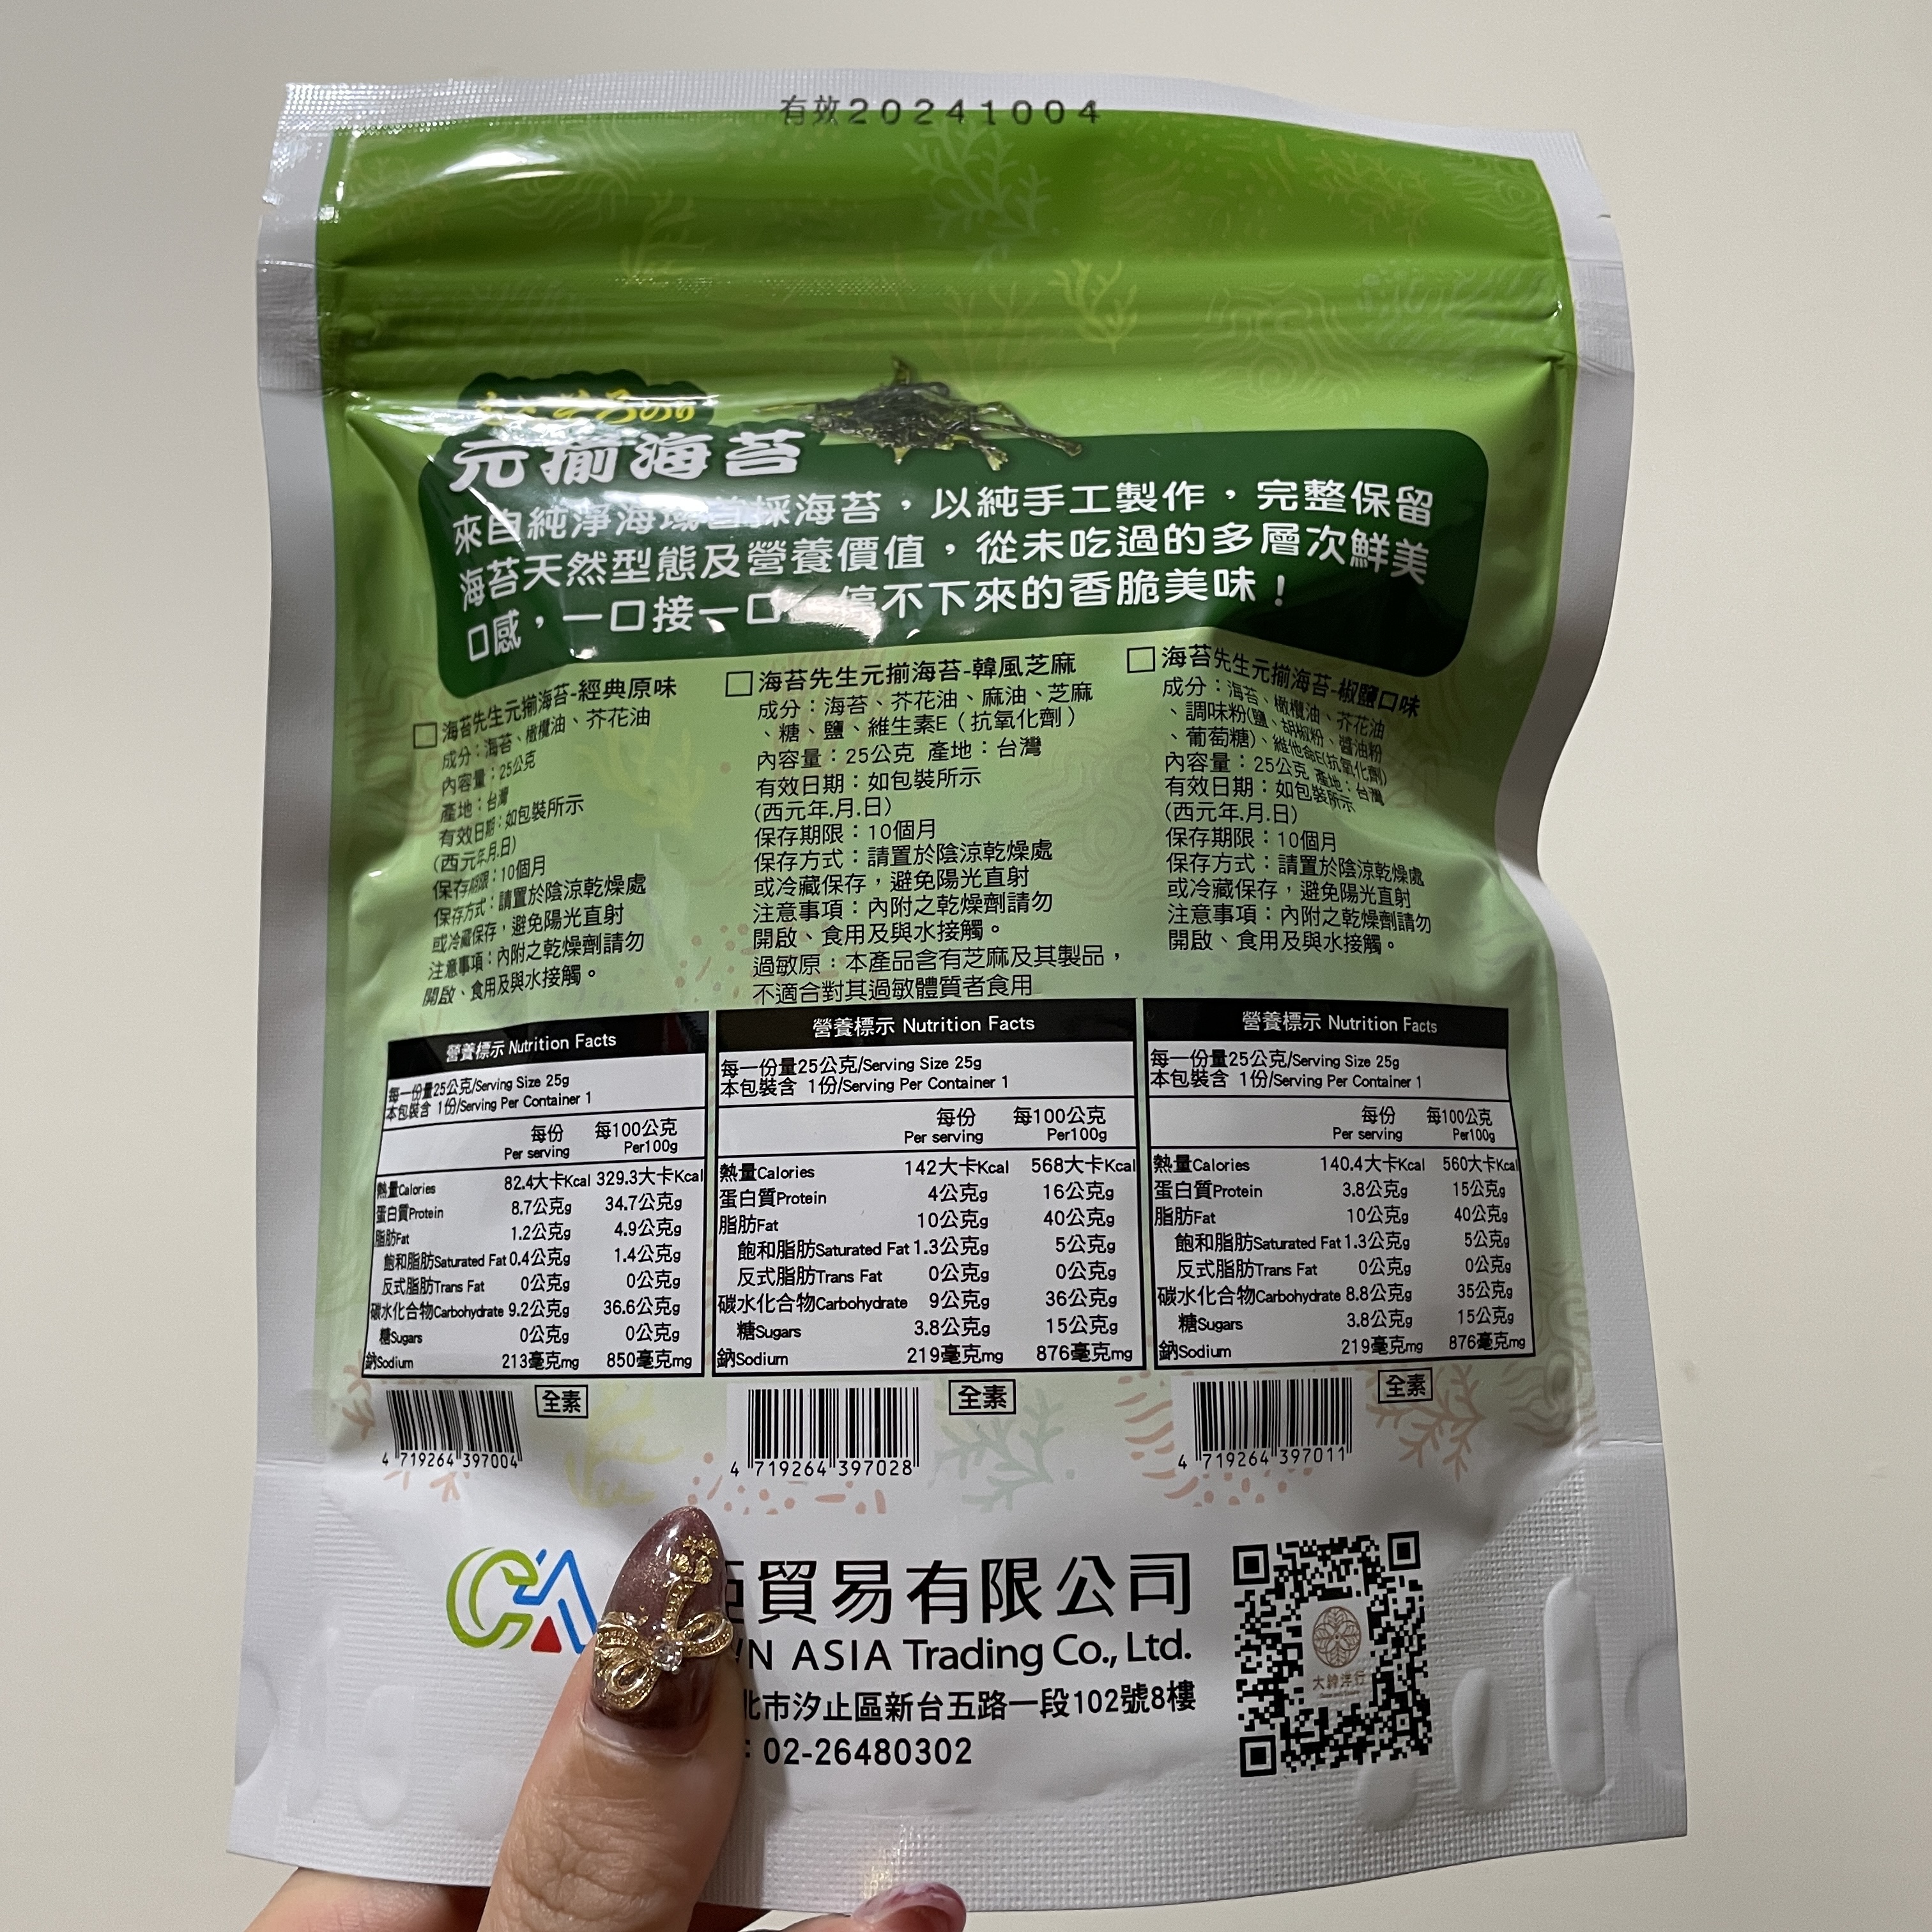 有效20241004
元揃海苔
來自純淨海域首採海苔，以純手工製作，完整保留
海苔天然型態及營養價值，從未吃過的多層次鮮美
口感，一口接一口 停不下來的香脆美味！
□海苔先生元揃海苔-經典原味
成分：海苔、橄欖油、芥花油
內容量：25公克
產地：台灣
有效日期：如包裝所示
(西元年.月.日)
保存期限：10個月
保存方式：請置於陰涼乾燥處
或冷藏保存，避免陽光直射
注意事項：內附之乾燥劑請勿
開啟、食用及與水接觸。
□海苔先生元揃海苔-韓風芝麻
成分：海苔、芥花油、麻油、芝麻
、糖、鹽、維生素E（抗氧化劑）
內容量：25公克 產地：台灣
有效日期：如包裝所示
(西元年.月.日)
保存期限：10個月
保存方式：請置於陰涼乾燥處
或冷藏保存，避免陽光直射
注意事項：內附之乾燥劑請勿
開啟、食用及與水接觸。
過敏原：本產品含有芝麻及其製品，
不適合對其過敏體質者食用
□海苔先生元揃海苔-椒鹽口味
成分：海苔、橄欖油、芥花油
、調味粉(鹽、胡椒粉、醬油粉
、葡萄糖)、維他命E(抗氧化劑)
內容量：25公克 產地：台灣
有效日期：如包裝所示
(西元年.月.日)
保存期限：10個月
保存方式：請置於陰涼乾燥處
或冷藏保存，避免陽光直射
注意事項：內附之乾燥劑請勿
開啟、食用及與水接觸。
營養標示 Nutrition Facts
每一份量25公克/Serving Size 25g
本包裝含 1份/Serving Per Container 1
每份 每100公克
Per serving Per100g
熱量Calories 82.4大卡Kcal 329.3大卡Kcal
蛋白質Protein 8.7公克g 34.7公克g
脂肪Fat 1.2公克g 4.9公克g
飽和脂肪Saturated Fat 0.4公克g 1.4公克g
反式脂肪Trans Fat 0公克g 0公克g
碳水化合物Carbohydrate 9.2公克g 36.6公克g
糖Sugars 0公克g 0公克g
鈉Sodium 213毫克mg 850毫克mg
營養標示 Nutrition Facts
每一份量25公克/Serving Size 25g
本包裝含 1份/Serving Per Container 1
每份 每100公克
Per serving Per100g
熱量Calories 142大卡Kcal 568大卡Kcal
蛋白質Protein 4公克g 16公克g
脂肪Fat 10公克g 40公克g
飽和脂肪Saturated Fat 1.3公克g 5公克g
反式脂肪Trans Fat 0公克g 0公克g
碳水化合物Carbohydrate 9公克g 36公克g
糖Sugars 3.8公克g 15公克g
鈉Sodium 219毫克mg 876毫克mg
營養標示 Nutrition Facts
每一份量25公克/Serving Size 25g
本包裝含 1份/Serving Per Container 1
每份 每100公克
Per serving Per100g
熱量Calories 140.4大卡Kcal 560大卡Kcal
蛋白質Protein 3.8公克g 15公克g
脂肪Fat 10公克g 40公克g
飽和脂肪Saturated Fat 1.3公克g 5公克g
反式脂肪Trans Fat 0公克g 0公克g
碳水化合物Carbohydrate 8.8公克g 35公克g
糖Sugars 3.8公克g 15公克g
鈉Sodium 219毫克mg 876毫克mg
全素
4 719264 397004
全素
4 719264 397028
全素
4 719264 397011
CA
貿易有限公司
ASIA Trading Co., Ltd.
北市汐止區新台五路一段102號8樓
: 02-26480302